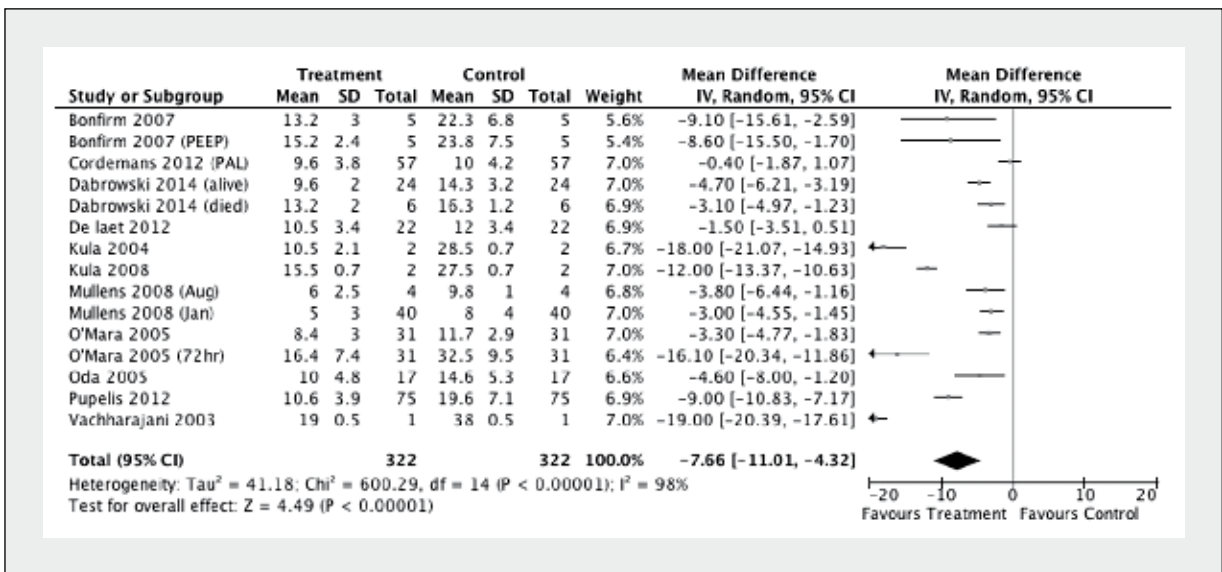 Treatment Control Mean Difference Mean Difference
Study or Subgroup Mean SD Total Mean SD Total Weight IV, Random, 95% CI IV, Random, 95% CI
Bonfirm 2007 13.2 3 5 22.3 6.8 5 5.6% -9.10 [-15.61, -2.59]
Bonfirm 2007 (PEEP) 15.2 2.4 5 23.8 7.5 5 5.4% -8.60 [-15.50, -1.70]
Cordemans 2012 (PAL) 9.6 3.8 57 10 4.2 57 7.0% -0.40 [-1.87, 1.07]
Dabrowski 2014 (alive) 9.6 2 24 14.3 3.2 24 7.0% -4.70 [-6.21, -3.19]
Dabrowski 2014 (died) 13.2 2 6 16.3 1.2 6 6.9% -3.10 [-4.97, -1.23]
De laet 2012 10.5 3.4 22 12 3.4 22 6.9% -1.50 [-3.51, 0.51]
Kula 2004 10.5 2.1 2 28.5 0.7 2 6.7% -18.00 [-21.07, -14.93]
Kula 2008 15.5 0.7 2 27.5 0.7 2 7.0% -12.00 [-13.37, -10.63]
Mullens 2008 (Aug) 6 2.5 4 9.8 1 4 6.8% -3.80 [-6.44, -1.16]
Mullens 2008 (Jan) 5 3 40 8 4 40 7.0% -3.00 [-4.55, -1.45]
O'Mara 2005 8.4 3 31 11.7 2.9 31 7.0% -3.30 [-4.77, -1.83]
O'Mara 2005 (72hr) 16.4 7.4 31 32.5 9.5 31 6.4% -16.10 [-20.34, -11.86]
Oda 2005 10 4.8 17 14.6 5.3 17 6.6% -4.60 [-8.00, -1.20]
Pupelis 2012 10.6 3.9 75 19.6 7.1 75 6.9% -9.00 [-10.83, -7.17]
Vachharajani 2003 19 0.5 1 38 0.5 1 7.0% -19.00 [-20.39, -17.61]
Total (95% CI) 322 322 100.0% -7.66 [-11.01, -4.32]
Heterogeneity: Tau² = 41.18; Chi² = 600.29, df = 14 (P < 0.00001); I² = 98%
Test for overall effect: Z = 4.49 (P < 0.00001)
-20 -10 0 10 20
Favours Treatment Favours Control